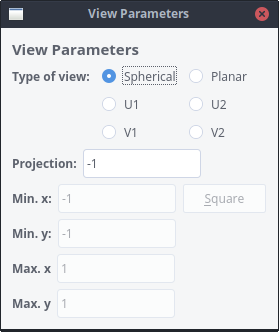 View Parameters
View Parameters
Type of view: Spherical Planar
U1 U2
V1 V2
Projection: -1
Min. x: -1 Square
Min. y: -1
Max. x 1
Max. y 1